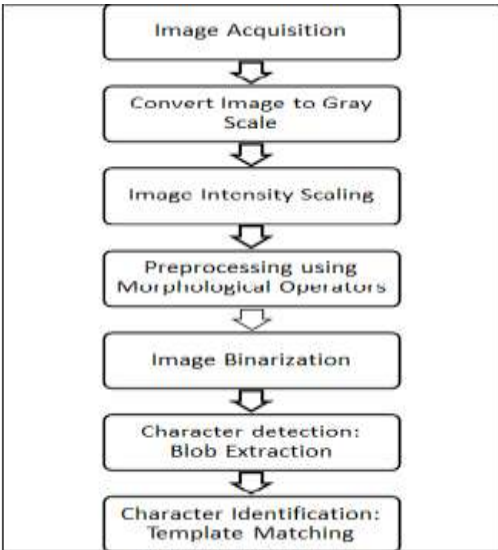 Image Acquisition
Convert Image to Gray
Scale
Image Intensity Scaling
Preprocessing using
Morphological Operators
Image Binarization
Character detection:
Blob Extraction
Character Identification:
Template Matching